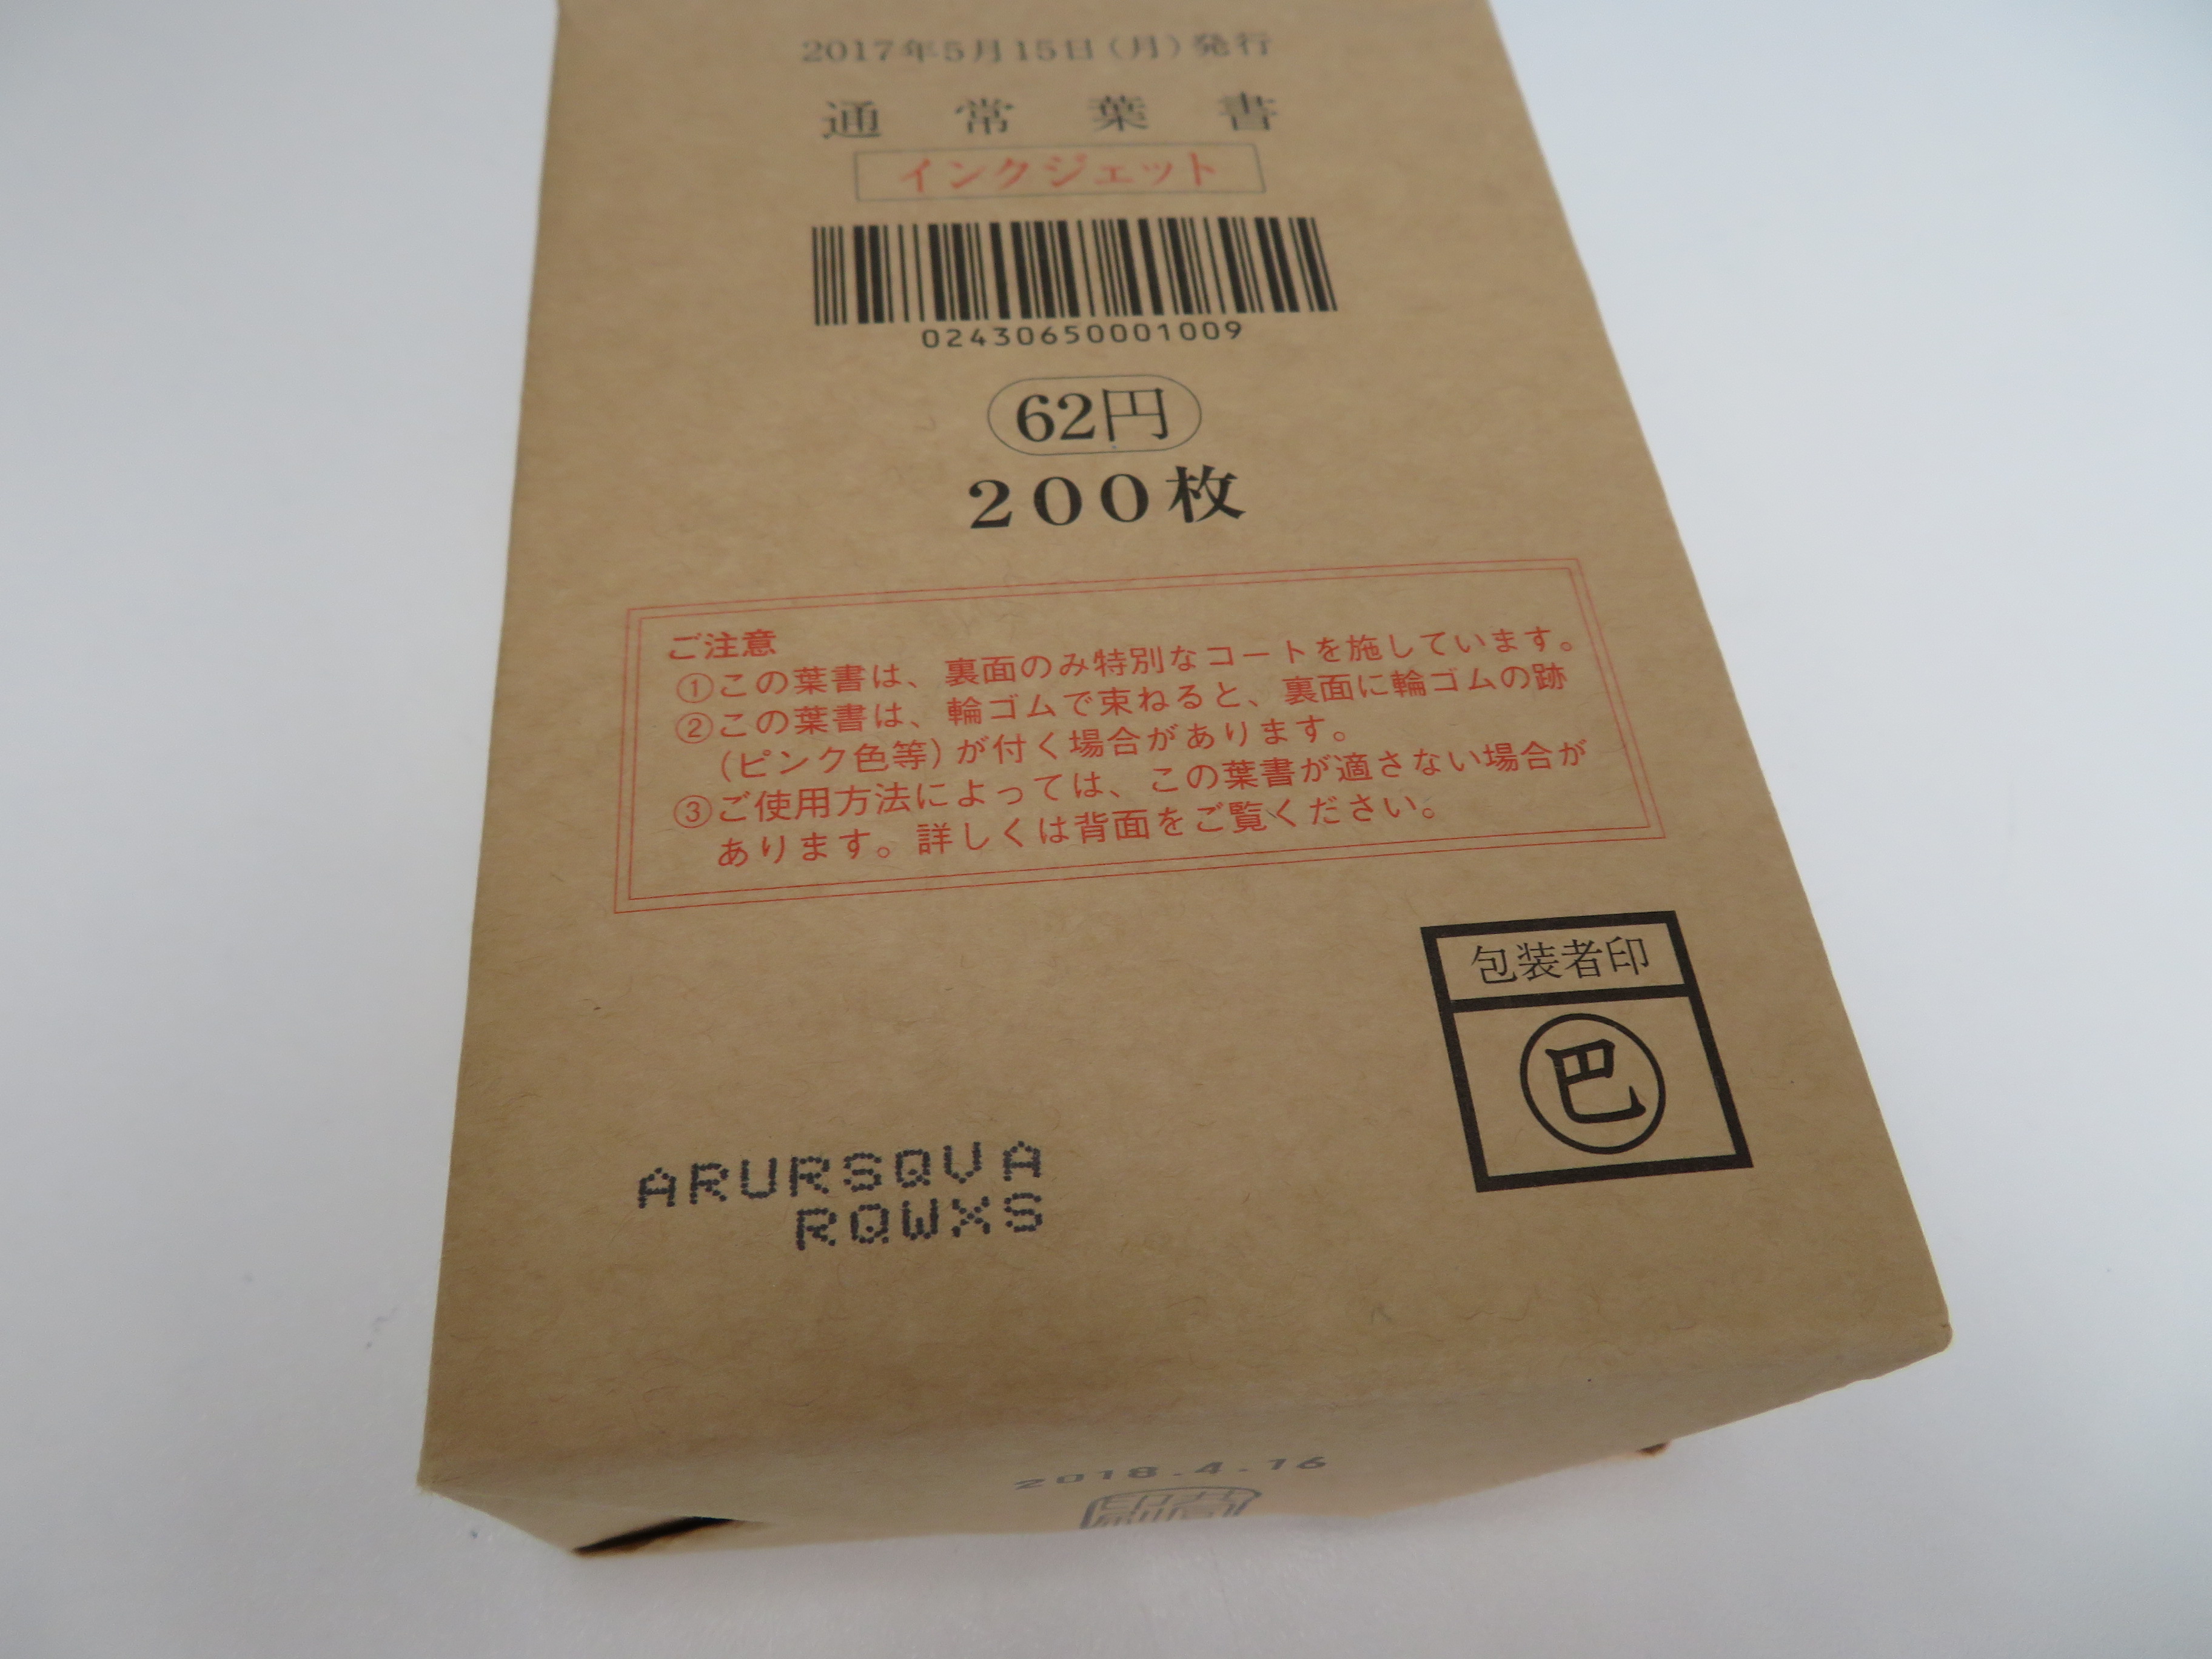 2017年5月15日(月)発行
通常葉書
インクジェット
02430650001009
62円
200枚
ご注意
①この葉書は、裏面のみ特別なコートを施しています。
②この葉書は、輪ゴムで束ねると、裏面に輪ゴムの跡
(ピンク色等)が付く場合があります。
③ご使用方法によっては、この葉書が適さない場合が
あります。詳しくは背面をご覧ください。
包装者印
巴
ARURSQVA
RQWXS
2018.4.16